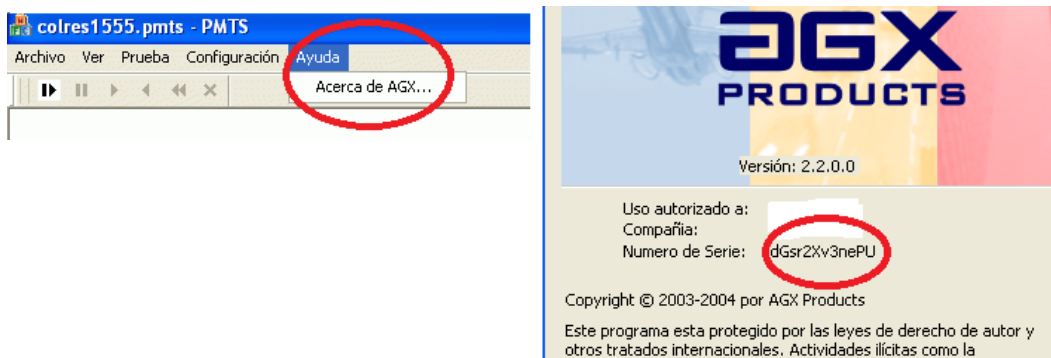 colres1555.pmts - PMTS
Archivo Ver Prueba Configuración Ayuda
Acerca de AGX...
AGX
PRODUCTS
Versión: 2.2.0.0
Uso autorizado a:
Compañia:
Numero de Serie: dGsr2Xv3nePU
Copyright © 2003-2004 por AGX Products
Este programa esta protegido por las leyes de derecho de autor y
otros tratados internacionales. Actividades ilícitas como la